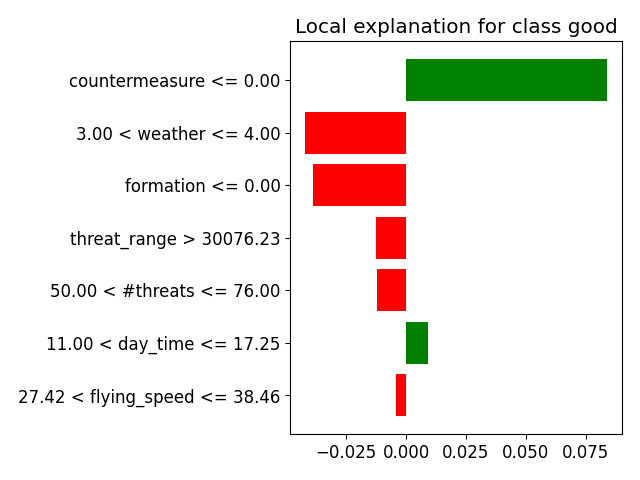 Local explanation for class good
countermeasure <= 0.00
3.00 < weather <= 4.00
formation <= 0.00
threat_range > 30076.23
50.00 < #threats <= 76.00
11.00 < day_time <= 17.25
27.42 < flying_speed <= 38.46
−0.025 0.000 0.025 0.050 0.075